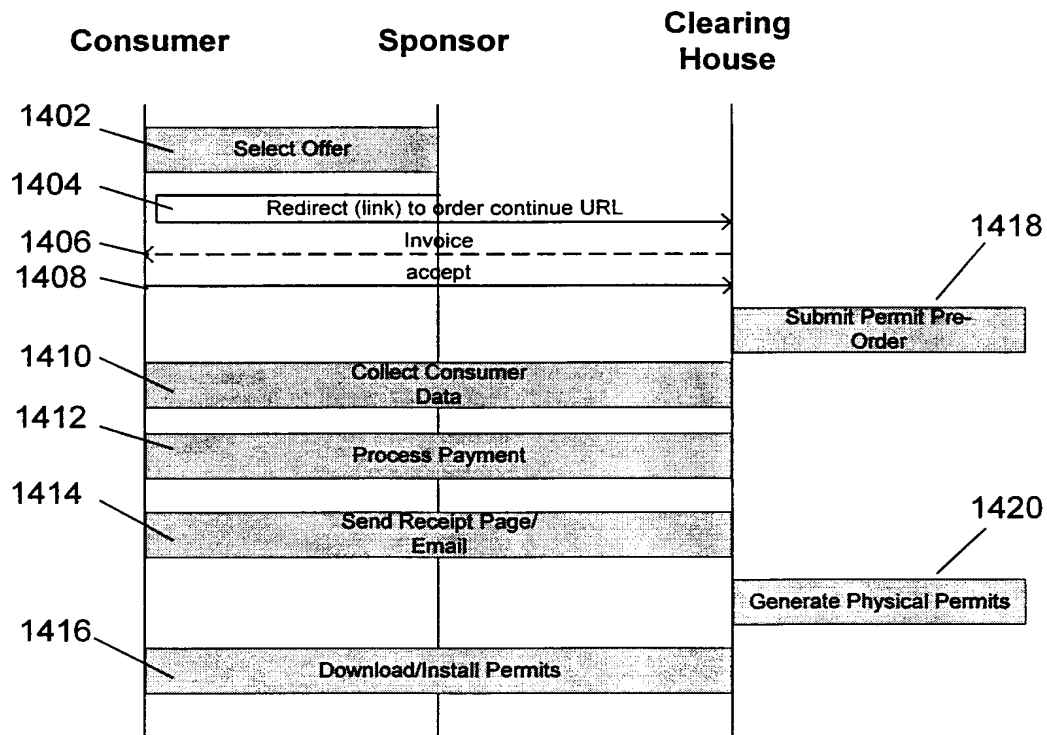 Consumer
Sponsor
Clearing
House
1402
Select Offer
1404
Redirect (link) to order continue URL
1406
Invoice
1418
1408
accept
Submit Permit Pre-
Order
1410
Collect Consumer
Data
1412
Process Payment
1414
Send Receipt Page/
Email
1420
Generate Physical Permits
1416
Download/Install Permits